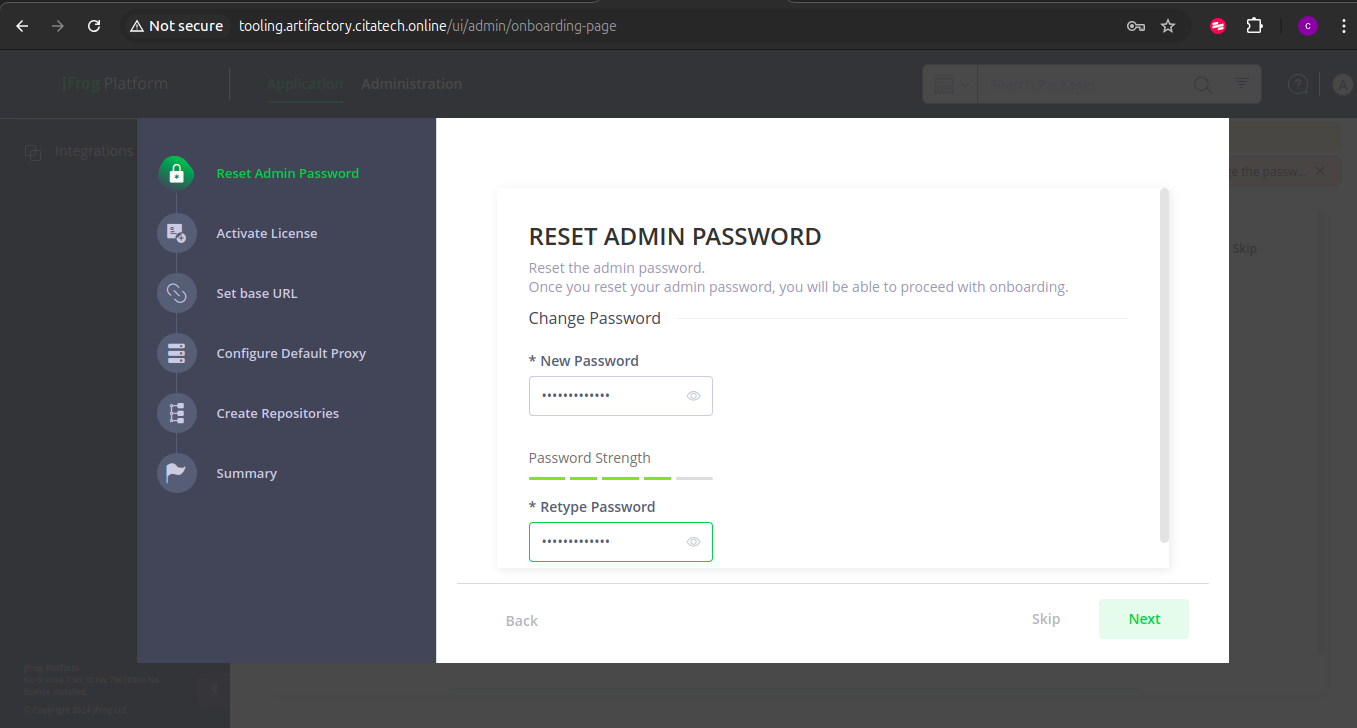 Not secure tooling.artifactory.citatech.online/ui/admin/onboarding-page
C
JFrog Platform
Application Administration
Search Packages
?
A
Integrations
e the passw...
Skip
Reset Admin Password
Activate License
Set base URL
Configure Default Proxy
Create Repositories
Summary
RESET ADMIN PASSWORD
Reset the admin password.
Once you reset your admin password, you will be able to proceed with onboarding.
Change Password
* New Password
•••••••••••••
Password Strength
* Retype Password
•••••••••••••
Back Skip Next
JFrog Platform
license installed.
© Copyright 2024 JFrog Ltd